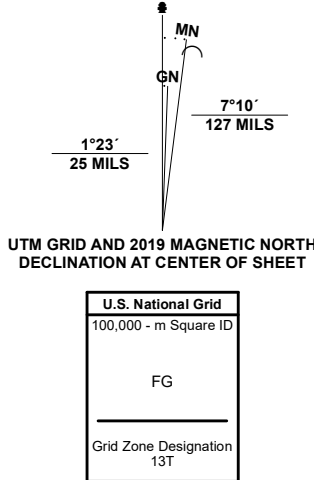 MN
GN
7°10´
127 MILS
1°23´
25 MILS
UTM GRID AND 2019 MAGNETIC NORTH
DECLINATION AT CENTER OF SHEET
U.S. National Grid
100,000 - m Square ID
FG
Grid Zone Designation
13T